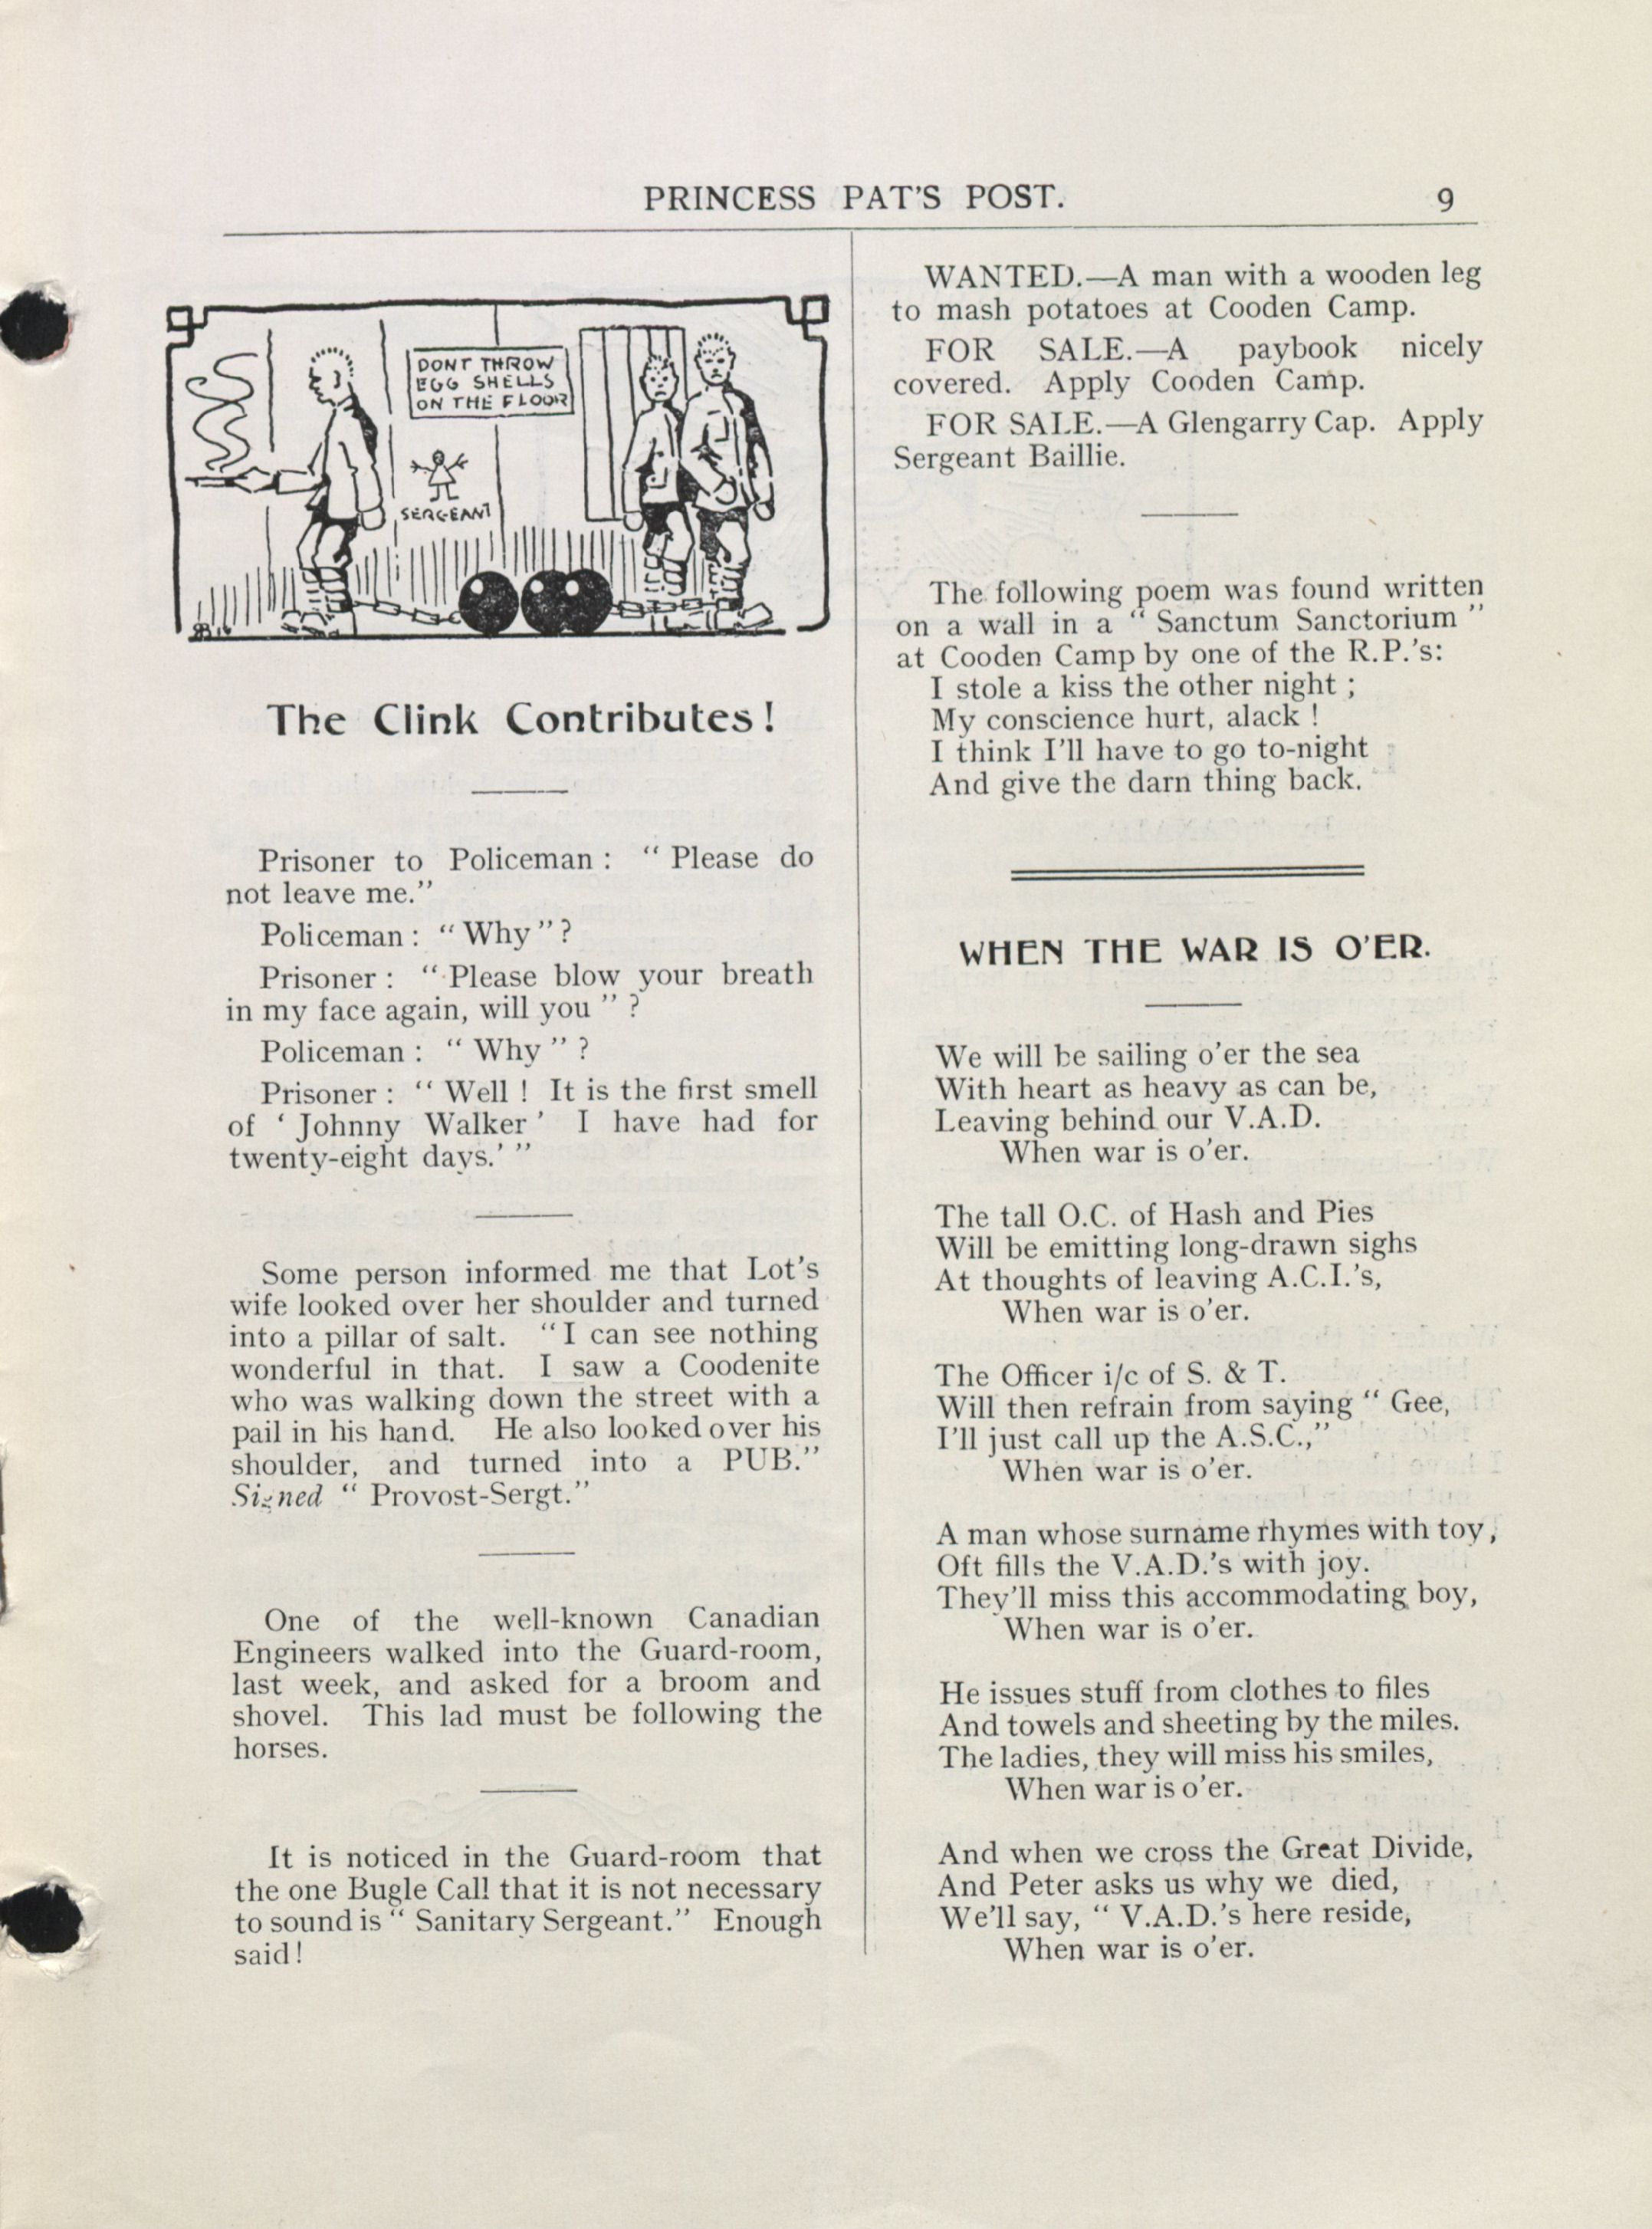 PRINCESS PAT'S POST.
9
DONT THROW
EGG SHELLS
ON THE FLOOR
SERGEANT
The Clink Contributes!
Prisoner to Policeman: "Please do
not leave me."
Policeman: "Why"?
Prisoner: "Please blow your breath
in my face again, will you"?
Policeman: "Why"?
Prisoner: "Well! It is the first smell
of 'Johnny Walker' I have had for
twenty-eight days.'"
Some person informed me that Lot's
wife looked over her shoulder and turned
into a pillar of salt. "I can see nothing
wonderful in that. I saw a Coodenite
who was walking down the street with a
pail in his hand. He also looked over his
shoulder, and turned into a PUB."
Signed "Provost-Sergt."
One of the well-known Canadian
Engineers walked into the Guard-room,
last week, and asked for a broom and
shovel. This lad must be following the
horses.
It is noticed in the Guard-room that
the one Bugle Call that it is not necessary
to sound is "Sanitary Sergeant." Enough
said!
WANTED.—A man with a wooden leg
to mash potatoes at Cooden Camp.
FOR SALE.—A paybook nicely
covered. Apply Cooden Camp.
FOR SALE.—A Glengarry Cap. Apply
Sergeant Baillie.
The following poem was found written
on a wall in a "Sanctum Sanctorium"
at Cooden Camp by one of the R.P.'s:
I stole a kiss the other night;
My conscience hurt, alack!
I think I'll have to go to-night
And give the darn thing back.
WHEN THE WAR IS O'ER.
We will be sailing o'er the sea
With heart as heavy as can be,
Leaving behind our V.A.D.
When war is o'er.
The tall O.C. of Hash and Pies
Will be emitting long-drawn sighs
At thoughts of leaving A.C.I.'s,
When war is o'er.
The Officer i/c of S. & T.
Will then refrain from saying "Gee,
I'll just call up the A.S.C.,"
When war is o'er.
A man whose surname rhymes with toy,
Oft fills the V.A.D.'s with joy.
They'll miss this accommodating boy,
When war is o'er.
He issues stuff from clothes to files
And towels and sheeting by the miles.
The ladies, they will miss his smiles,
When war is o'er.
And when we cross the Great Divide,
And Peter asks us why we died,
We'll say, "V.A.D.'s here reside,
When war is o'er.